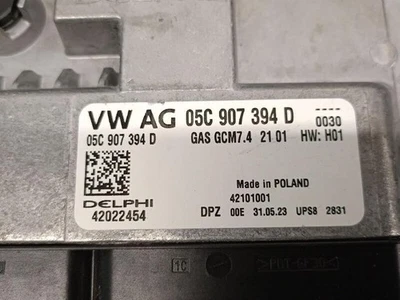 VW AG 05C 907 394 D ----
0030
05C 907 394 D GAS GCM7.4 21 01 HW: H01
Made in POLAND
DELPHI 42101001
42022454 DPZ 00E 31.05.23 UPS8 2831
1C